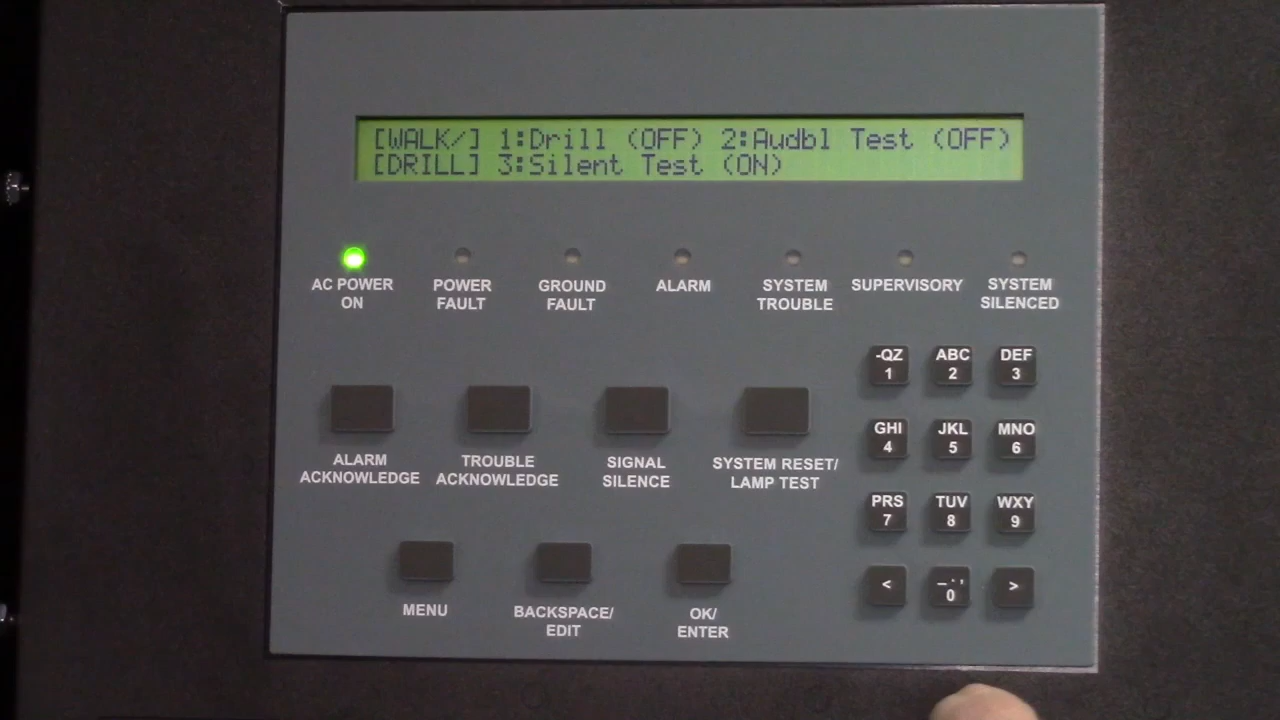 [WALK/] 1:Drill (OFF) 2:Audbl Test (OFF)
[DRILL] 3:Silent Test (ON)
AC POWER
ON
POWER
FAULT
GROUND
FAULT
ALARM
SYSTEM
TROUBLE
SUPERVISORY
SYSTEM
SILENCED
-QZ
1
ABC
2
DEF
3
GHI
4
JKL
5
MNO
6
PRS
7
TUV
8
WXY
9
<
_.,
0
>
ALARM
ACKNOWLEDGE
TROUBLE
ACKNOWLEDGE
SIGNAL
SILENCE
SYSTEM RESET/
LAMP TEST
MENU
BACKSPACE/
EDIT
OK/
ENTER